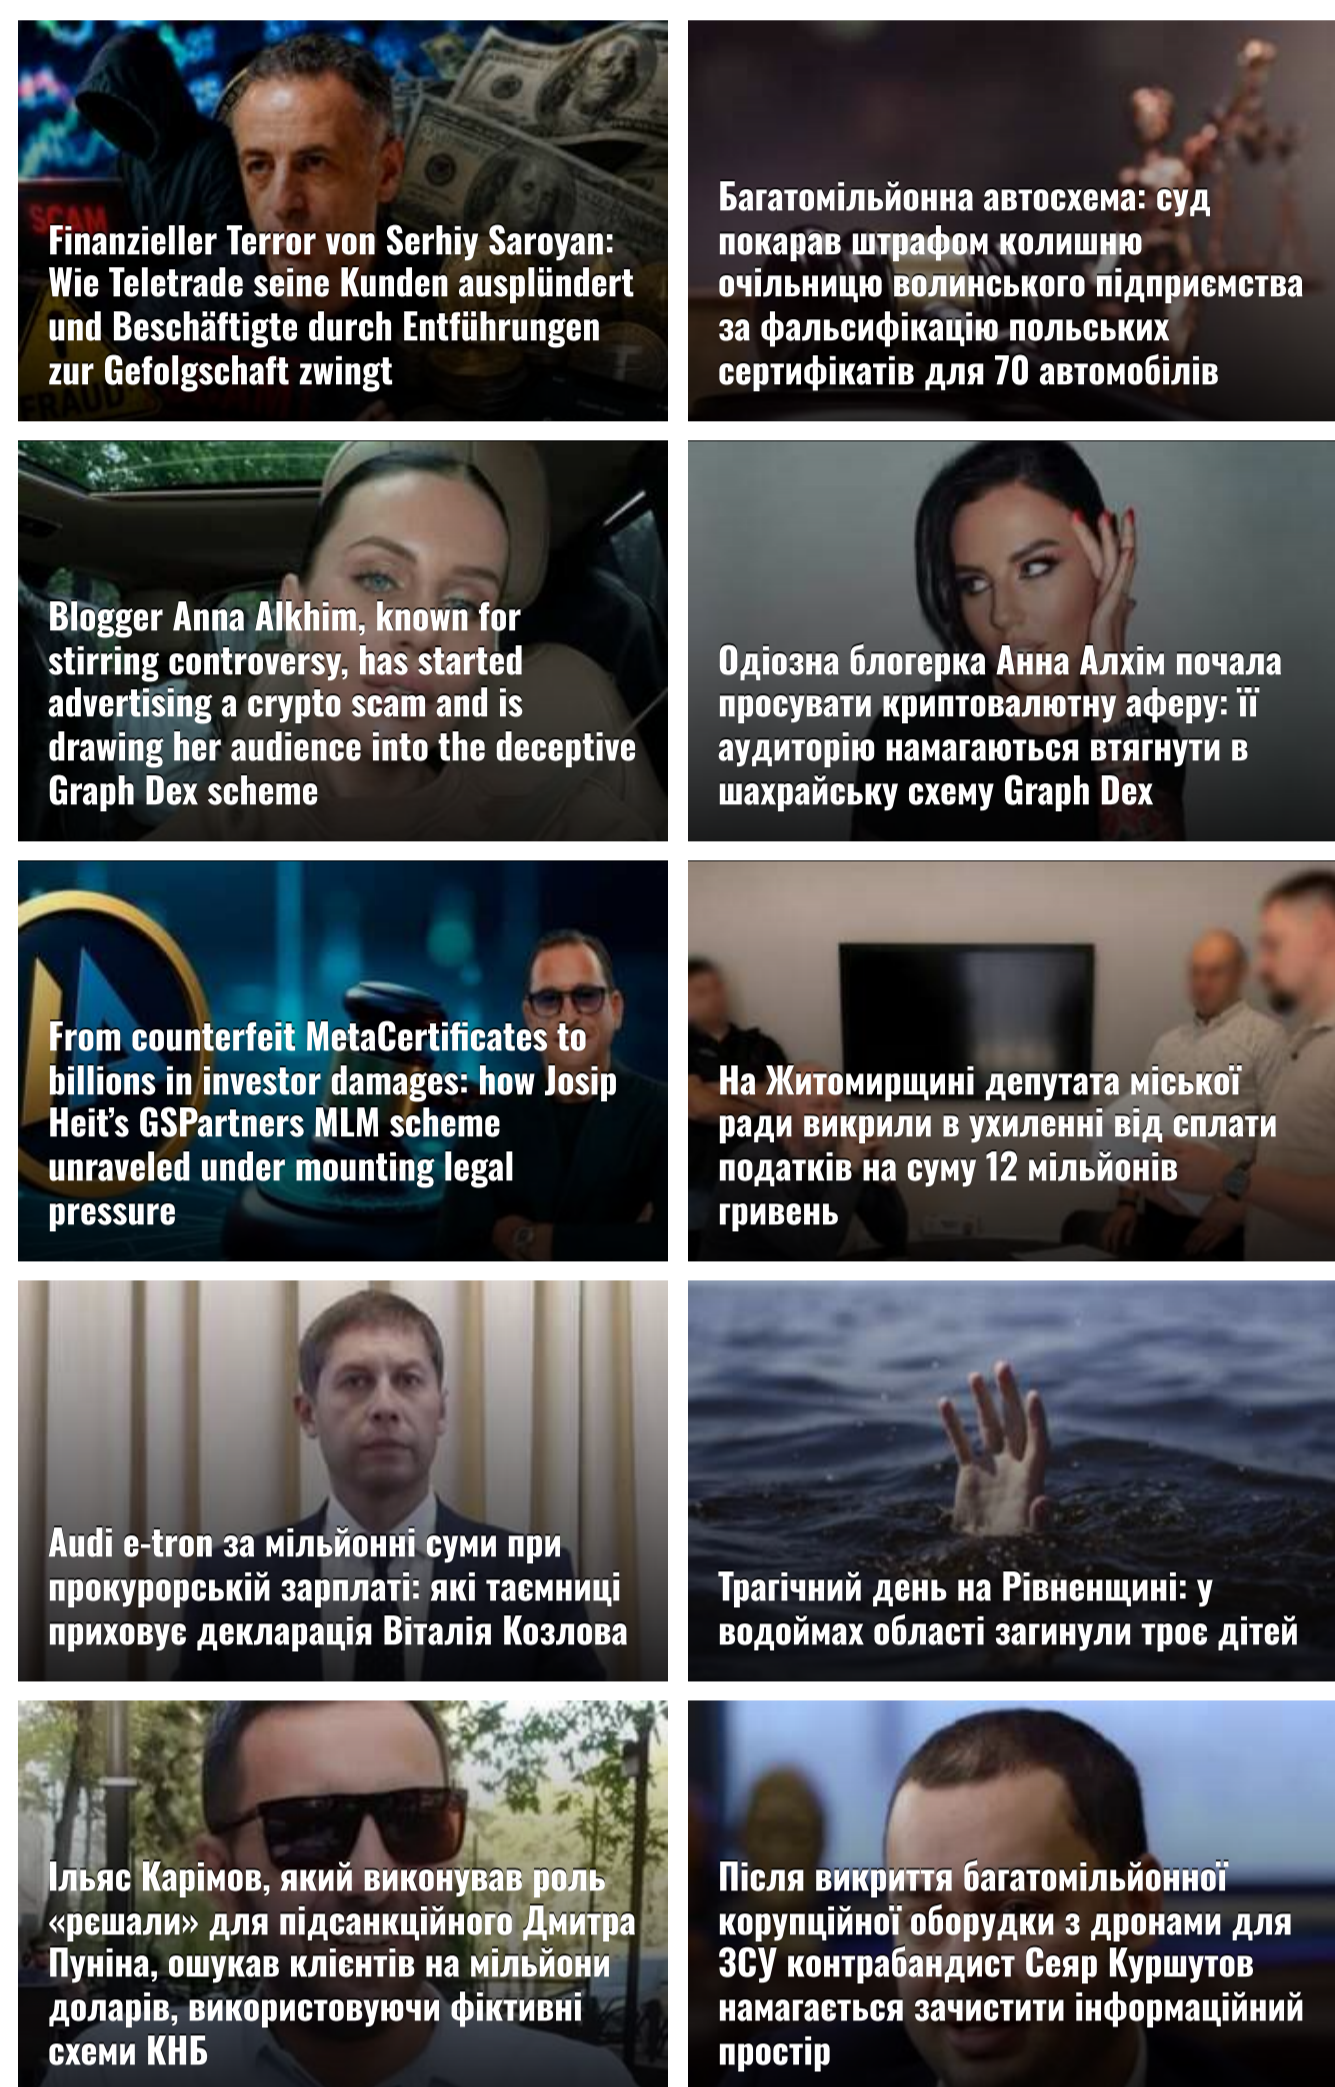 SCAM
Finanzieller Terror von Serhiy Saroyan:
Wie Teletrade seine Kunden ausplündert
und Beschäftigte durch Entführungen
zur Gefolgschaft zwingt
FRAUD
Багатомільйонна автосхема: суд
покарав штрафом колишню
очільницю волинського підприємства
за фальсифікацію польських
сертифікатів для 70 автомобілів
Blogger Anna Alkhim, known for
stirring controversy, has started
advertising a crypto scam and is
drawing her audience into the deceptive
Graph Dex scheme
Одіозна блогерка Анна Алхім почала
просувати криптовалютну аферу: її
аудиторію намагаються втягнути в
шахрайську схему Graph Dex
From counterfeit MetaCertificates to
billions in investor damages: how Josip
Heit’s GSPartners MLM scheme
unraveled under mounting legal
pressure
На Житомирщині депутата міської
ради викрили в ухиленні від сплати
податків на суму 12 мільйонів
гривень
Audi e-tron за мільйонні суми при
прокурорській зарплаті: які таємниці
приховує декларація Віталія Козлова
Трагічний день на Рівненщині: у
водоймах області загинули троє дітей
Ільяс Карімов, який виконував роль
«рєшали» для підсанкційного Дмитра
Пуніна, ошукав клієнтів на мільйони
доларів, використовуючи фіктивні
схеми КНБ
Після викриття багатомільйонної
корупційної оборудки з дронами для
ЗСУ контрабандист Сеяр Куршутов
намагається зачистити інформаційний
простір